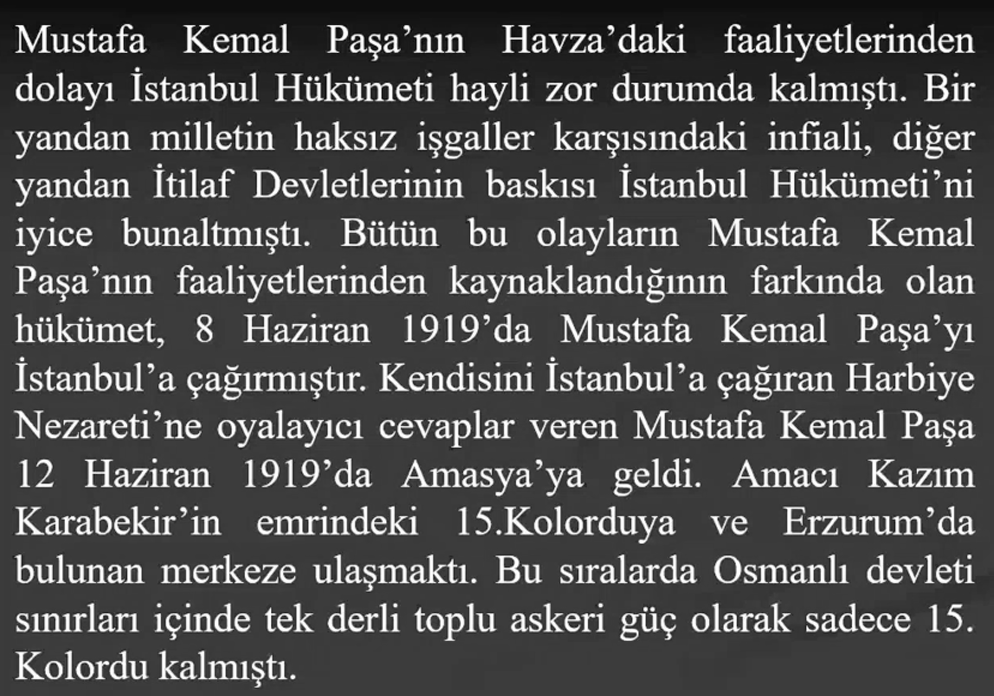 Mustafa Kemal Paşa’nın Havza’daki faaliyetlerinden
dolayı İstanbul Hükümeti hayli zor durumda kalmıştı. Bir
yandan milletin haksız işgaller karşısındaki infiali, diğer
yandan İtilaf Devletlerinin baskısı İstanbul Hükümeti’ni
iyice bunaltmıştı. Bütün bu olayların Mustafa Kemal
Paşa’nın faaliyetlerinden kaynaklandığının farkında olan
hükümet, 8 Haziran 1919’da Mustafa Kemal Paşa’yı
İstanbul’a çağırmıştır. Kendisini İstanbul’a çağıran Harbiye
Nezareti’ne oyalayıcı cevaplar veren Mustafa Kemal Paşa
12 Haziran 1919’da Amasya’ya geldi. Amacı Kazım
Karabekir’in emrindeki 15.Kolorduya ve Erzurum’da
bulunan merkeze ulaşmaktı. Bu sıralarda Osmanlı devleti
sınırları içinde tek derli toplu askeri güç olarak sadece 15.
Kolordu kalmıştı.